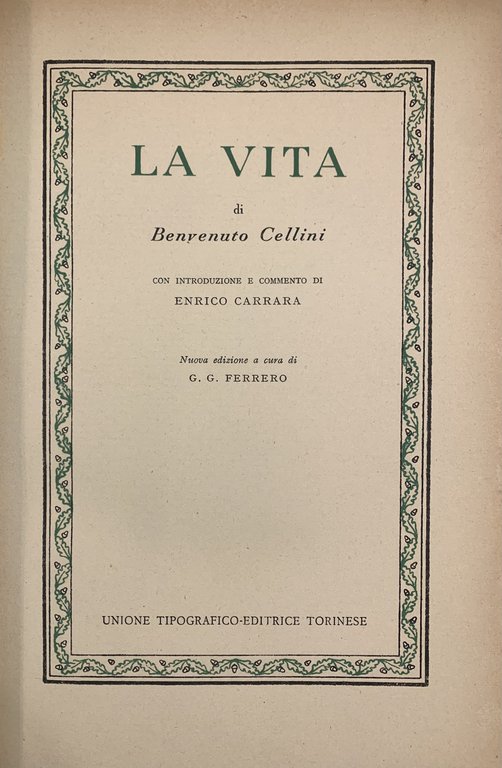 LA VITA
di
Benvenuto Cellini
CON INTRODUZIONE E COMMENTO DI
ENRICO CARRARA
Nuova edizione a cura di
G. G. FERRERO
UNIONE TIPOGRAFICO-EDITRICE TORINESE